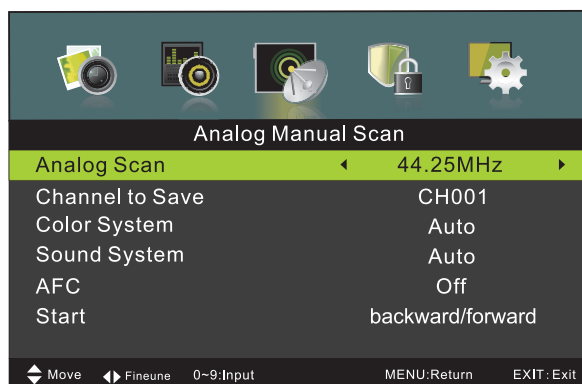 Analog Manual Scan
Analog Scan 44.25MHz
Channel to Save CH001
Color System Auto
Sound System Auto
AFC Off
Start backward/forward
Move Fineune 0~9:Input MENU:Return EXIT:Exit